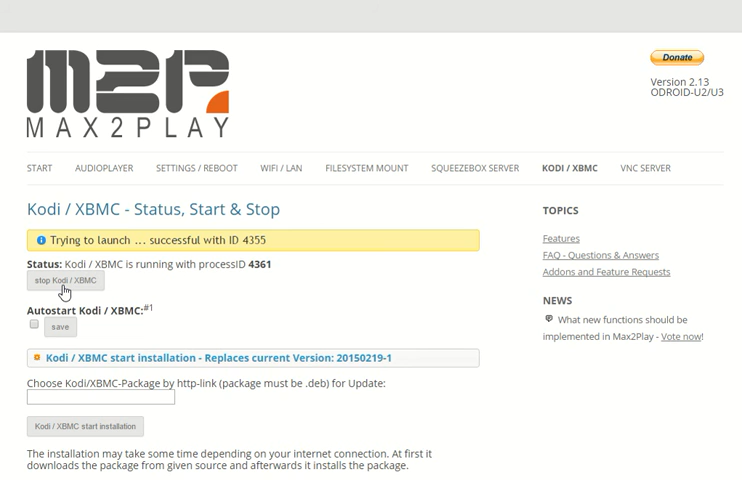 M2P
MAX2PLAY
Donate
Version 2.13
ODROID-U2/U3
START AUDIOPLAYER SETTINGS / REBOOT WIFI / LAN FILESYSTEM MOUNT SQUEEZEBOX SERVER KODI / XBMC VNC SERVER
Kodi / XBMC - Status, Start & Stop
Trying to launch ... successful with ID 4355
Status: Kodi / XBMC is running with processID 4361
stop Kodi / XBMC
Autostart Kodi / XBMC:#1
save
Kodi / XBMC start installation - Replaces current Version: 20150219-1
Choose Kodi/XBMC-Package by http-link (package must be .deb) for Update:
Kodi / XBMC start installation
The installation may take some time depending on your internet connection. At first it
downloads the package from given source and afterwards it installs the package.
TOPICS
Features
FAQ - Questions & Answers
Addons and Feature Requests
NEWS
What new functions should be
implemented in Max2Play - Vote now!